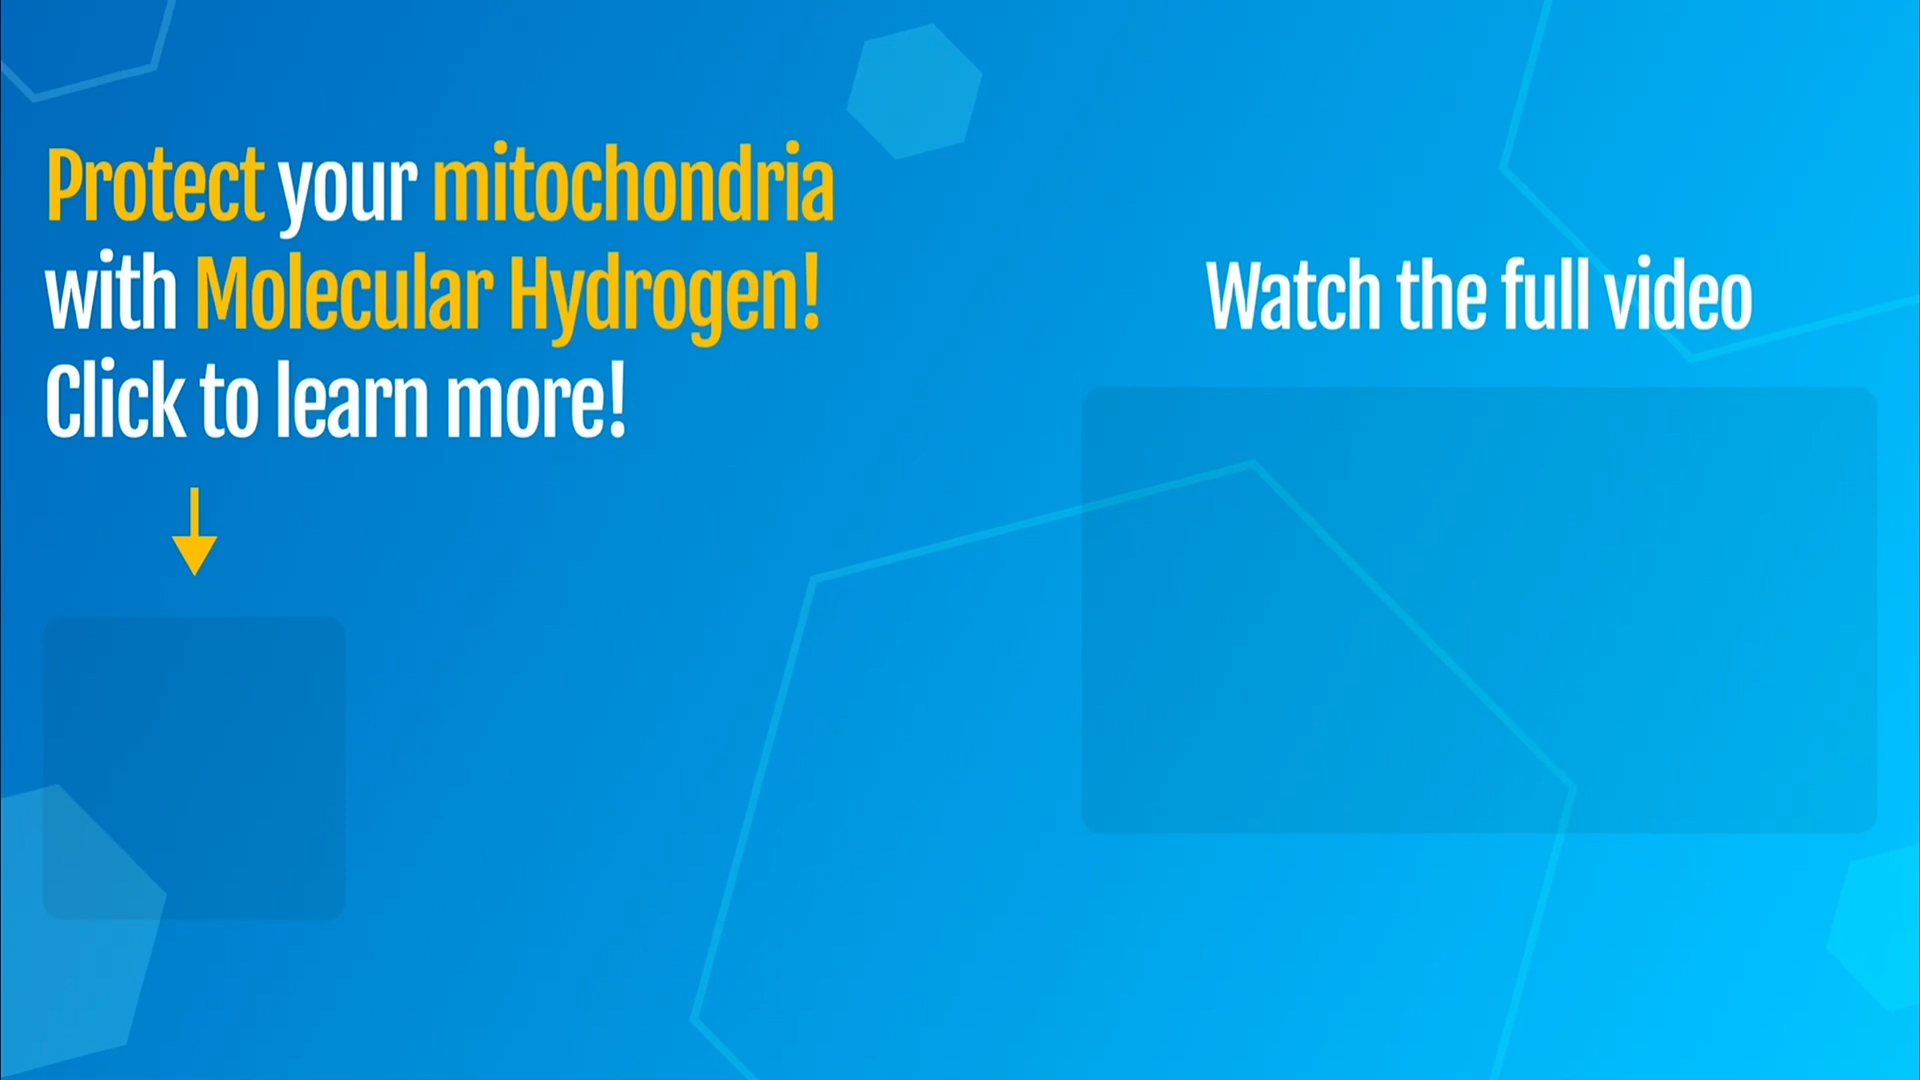 Protect your mitochondria
with Molecular Hydrogen!
Click to learn more!
Watch the full video